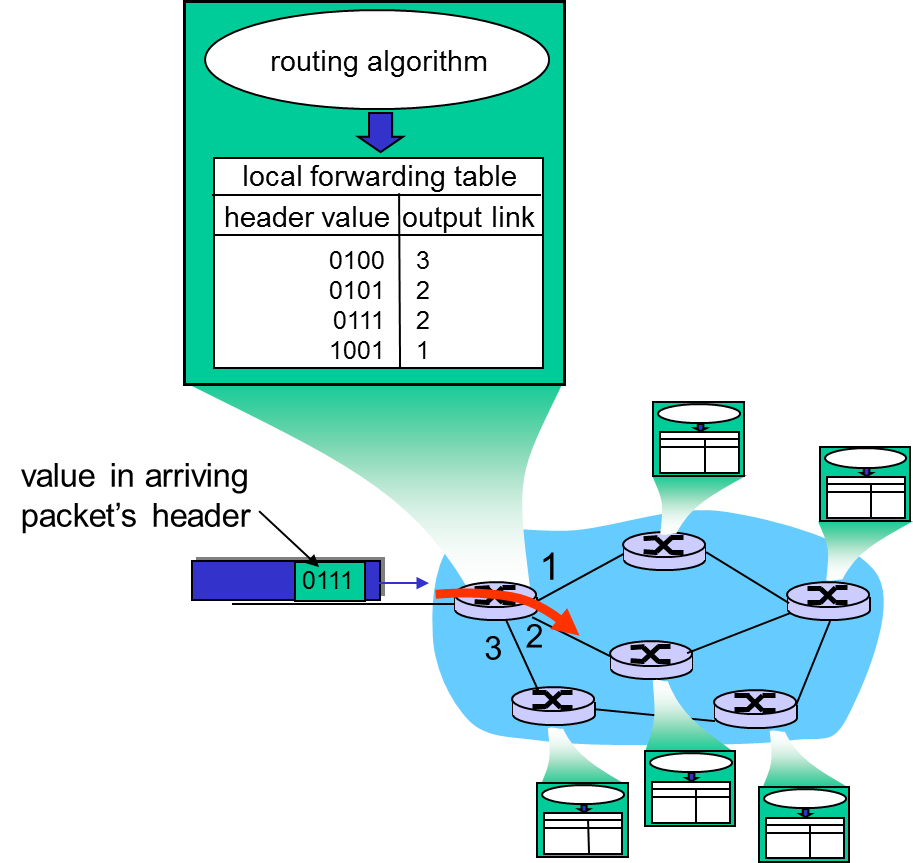 routing algorithm
local forwarding table
header value output link
0100 3
0101 2
0111 2
1001 1
value in arriving
packet's header
0111
1
2
3